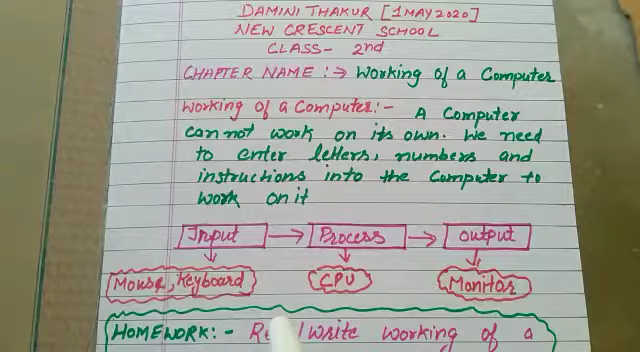 DAMINI THAKUR [1 MAY 2020]
NEW CRESCENT SCHOOL
CLASS- 2nd
CHAPTER NAME :→ Working of a Computer
Working of a Computer:- A Computer
can not work on its own. We need
to enter letters, numbers and
instructions into the Computer to
work on it
Input → Process → Output
Mouse, Keyboard CPU Monitor
HOMEWORK:- /write working of a